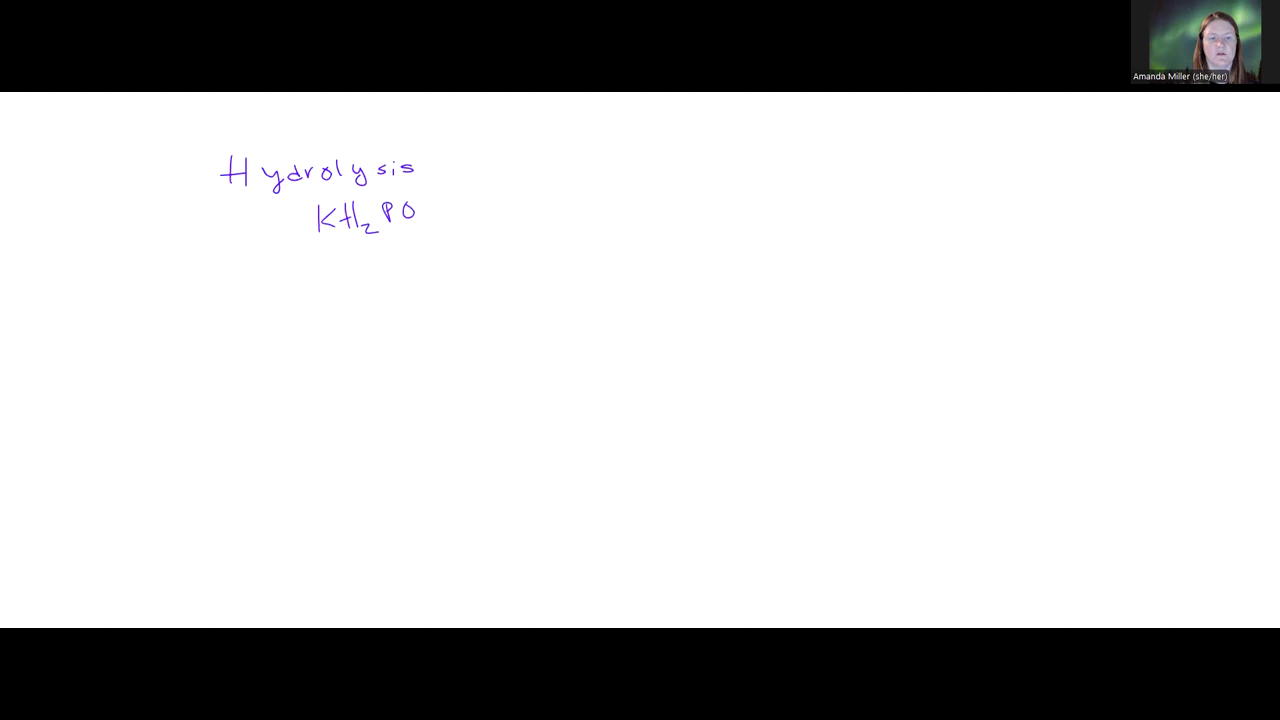 Amanda Miller (she/her)
Hydrolysis
KH₂PO